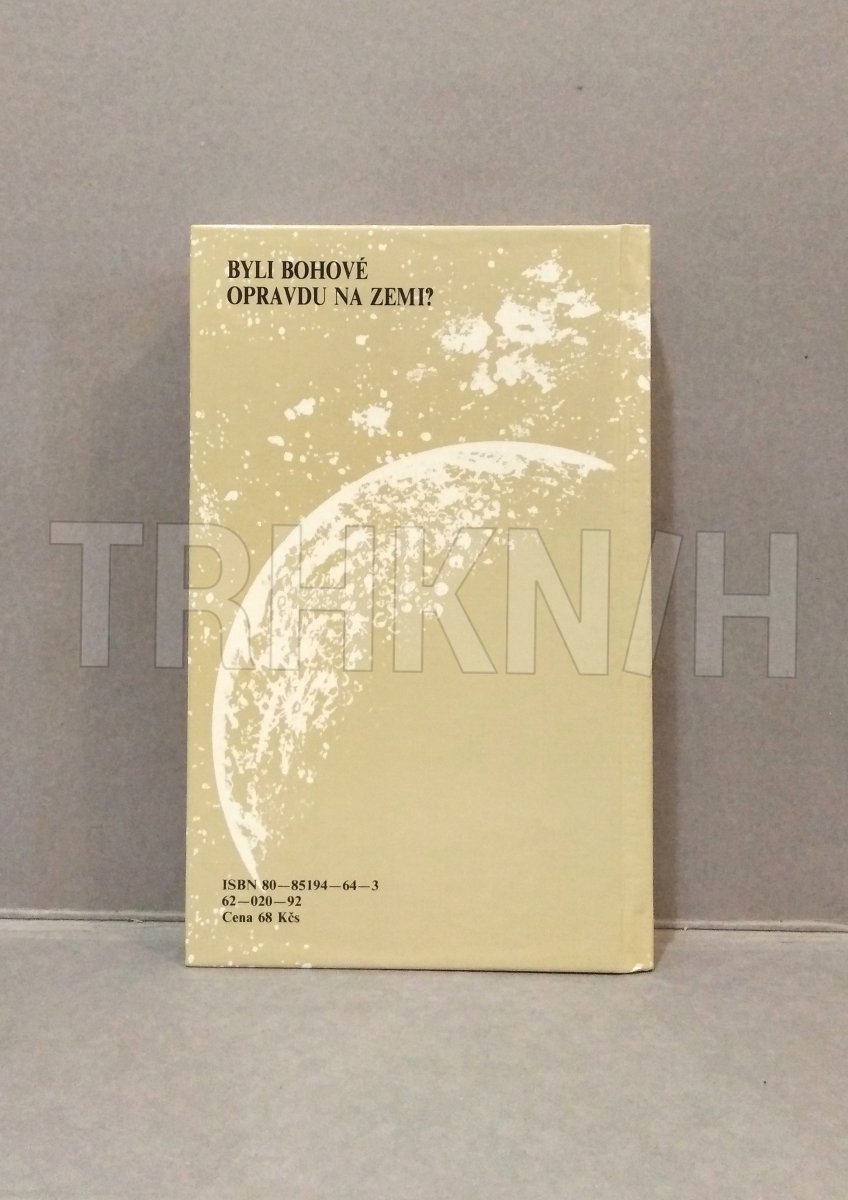 BYLI BOHOVÉ
OPRAVDU NA ZEMI?
TRHKNIH
ISBN 80—85194—64—3
62—020—92
Cena 68 Kčs